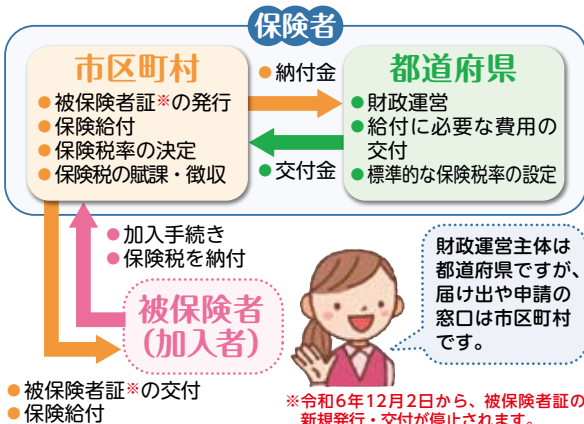 保険者
市区町村
●被保険者証※の発行
●保険給付
●保険税率の決定
●保険税の賦課・徴収
●納付金
●交付金
都道府県
●財政運営
●給付に必要な費用の
交付
●標準的な保険税率の設定
●加入手続き
●保険税を納付
被保険者
(加入者)
●被保険者証※の交付
●保険給付
財政運営主体は
都道府県ですが、
届け出や申請の
窓口は市区町村
です。
※令和6年12月2日から、被保険者証の
新規発行・交付が停止されます。